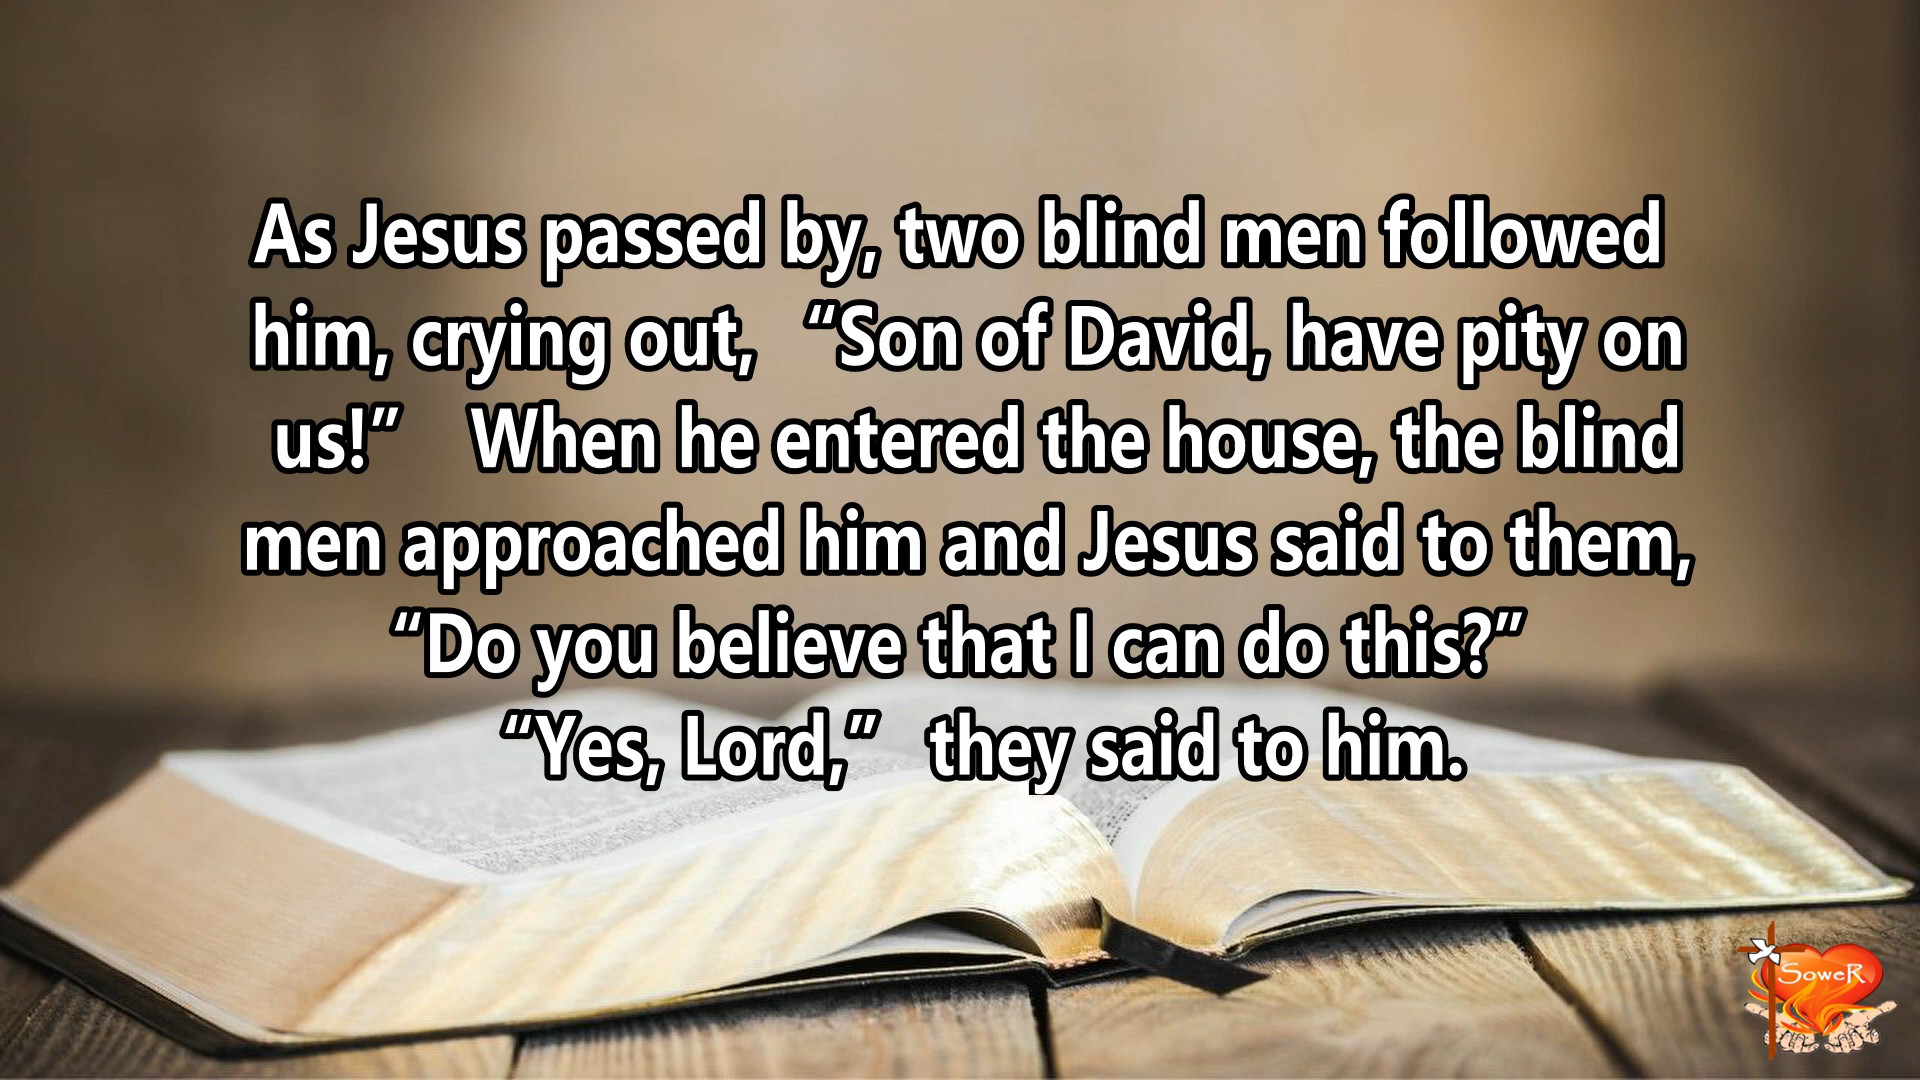 As Jesus passed by, two blind men followed
him, crying out, “Son of David, have pity on
us!” When he entered the house, the blind
men approached him and Jesus said to them,
“Do you believe that I can do this?”
“Yes, Lord,” they said to him.
SoweR